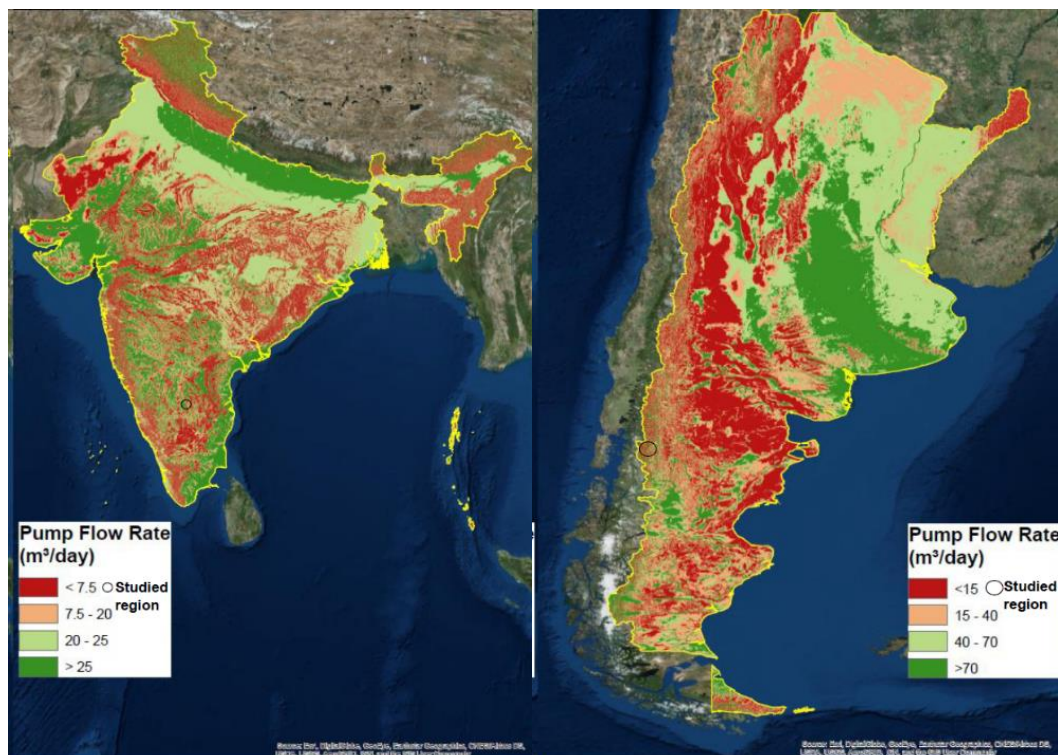 Pump Flow Rate
(m³/day)
< 7.5
Studied
region
7.5 - 20
20 - 25
> 25
Pump Flow Rate
(m³/day)
<15
Studied
region
15 - 40
40 - 70
>70